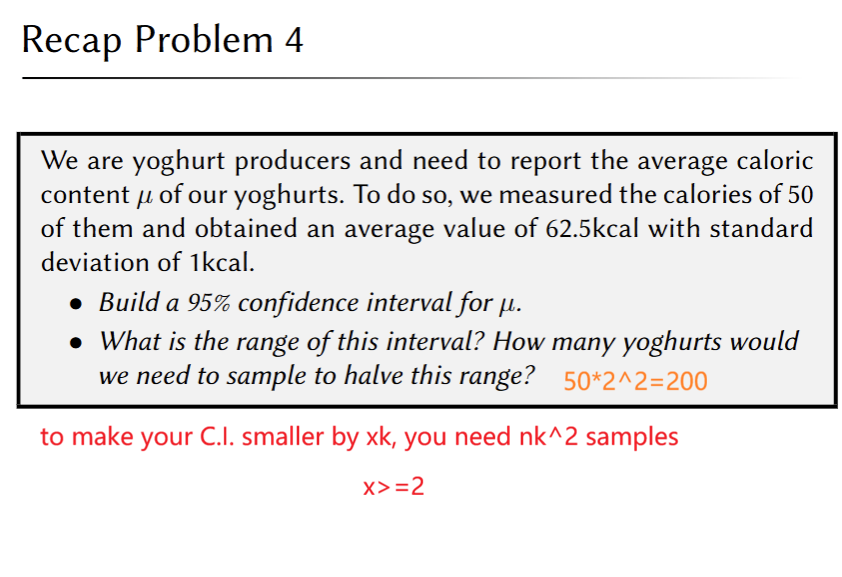 Recap Problem 4
We are yoghurt producers and need to report the average caloric
content μ of our yoghurts. To do so, we measured the calories of 50
of them and obtained an average value of 62.5kcal with standard
deviation of 1kcal.
• Build a 95% confidence interval for μ.
• What is the range of this interval? How many yoghurts would
we need to sample to halve this range? 50*2^2=200
to make your C.I. smaller by xk, you need nk^2 samples
x>=2